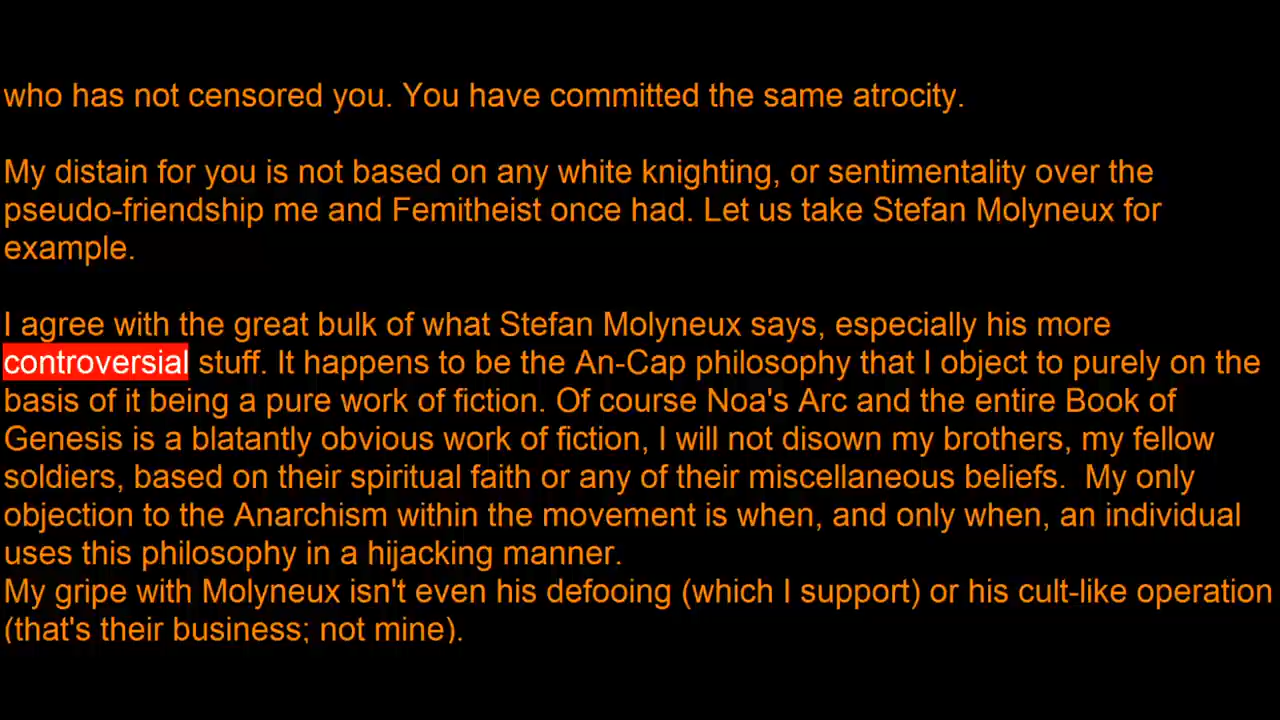 who has not censored you. You have committed the same atrocity.
My distain for you is not based on any white knighting, or sentimentality over the
pseudo-friendship me and Femitheist once had. Let us take Stefan Molyneux for
example.
I agree with the great bulk of what Stefan Molyneux says, especially his more
controversial stuff. It happens to be the An-Cap philosophy that I object to purely on the
basis of it being a pure work of fiction. Of course Noa's Arc and the entire Book of
Genesis is a blatantly obvious work of fiction, I will not disown my brothers, my fellow
soldiers, based on their spiritual faith or any of their miscellaneous beliefs.  My only
objection to the Anarchism within the movement is when, and only when, an individual
uses this philosophy in a hijacking manner.
My gripe with Molyneux isn't even his defooing (which I support) or his cult-like operation
(that's their business; not mine).